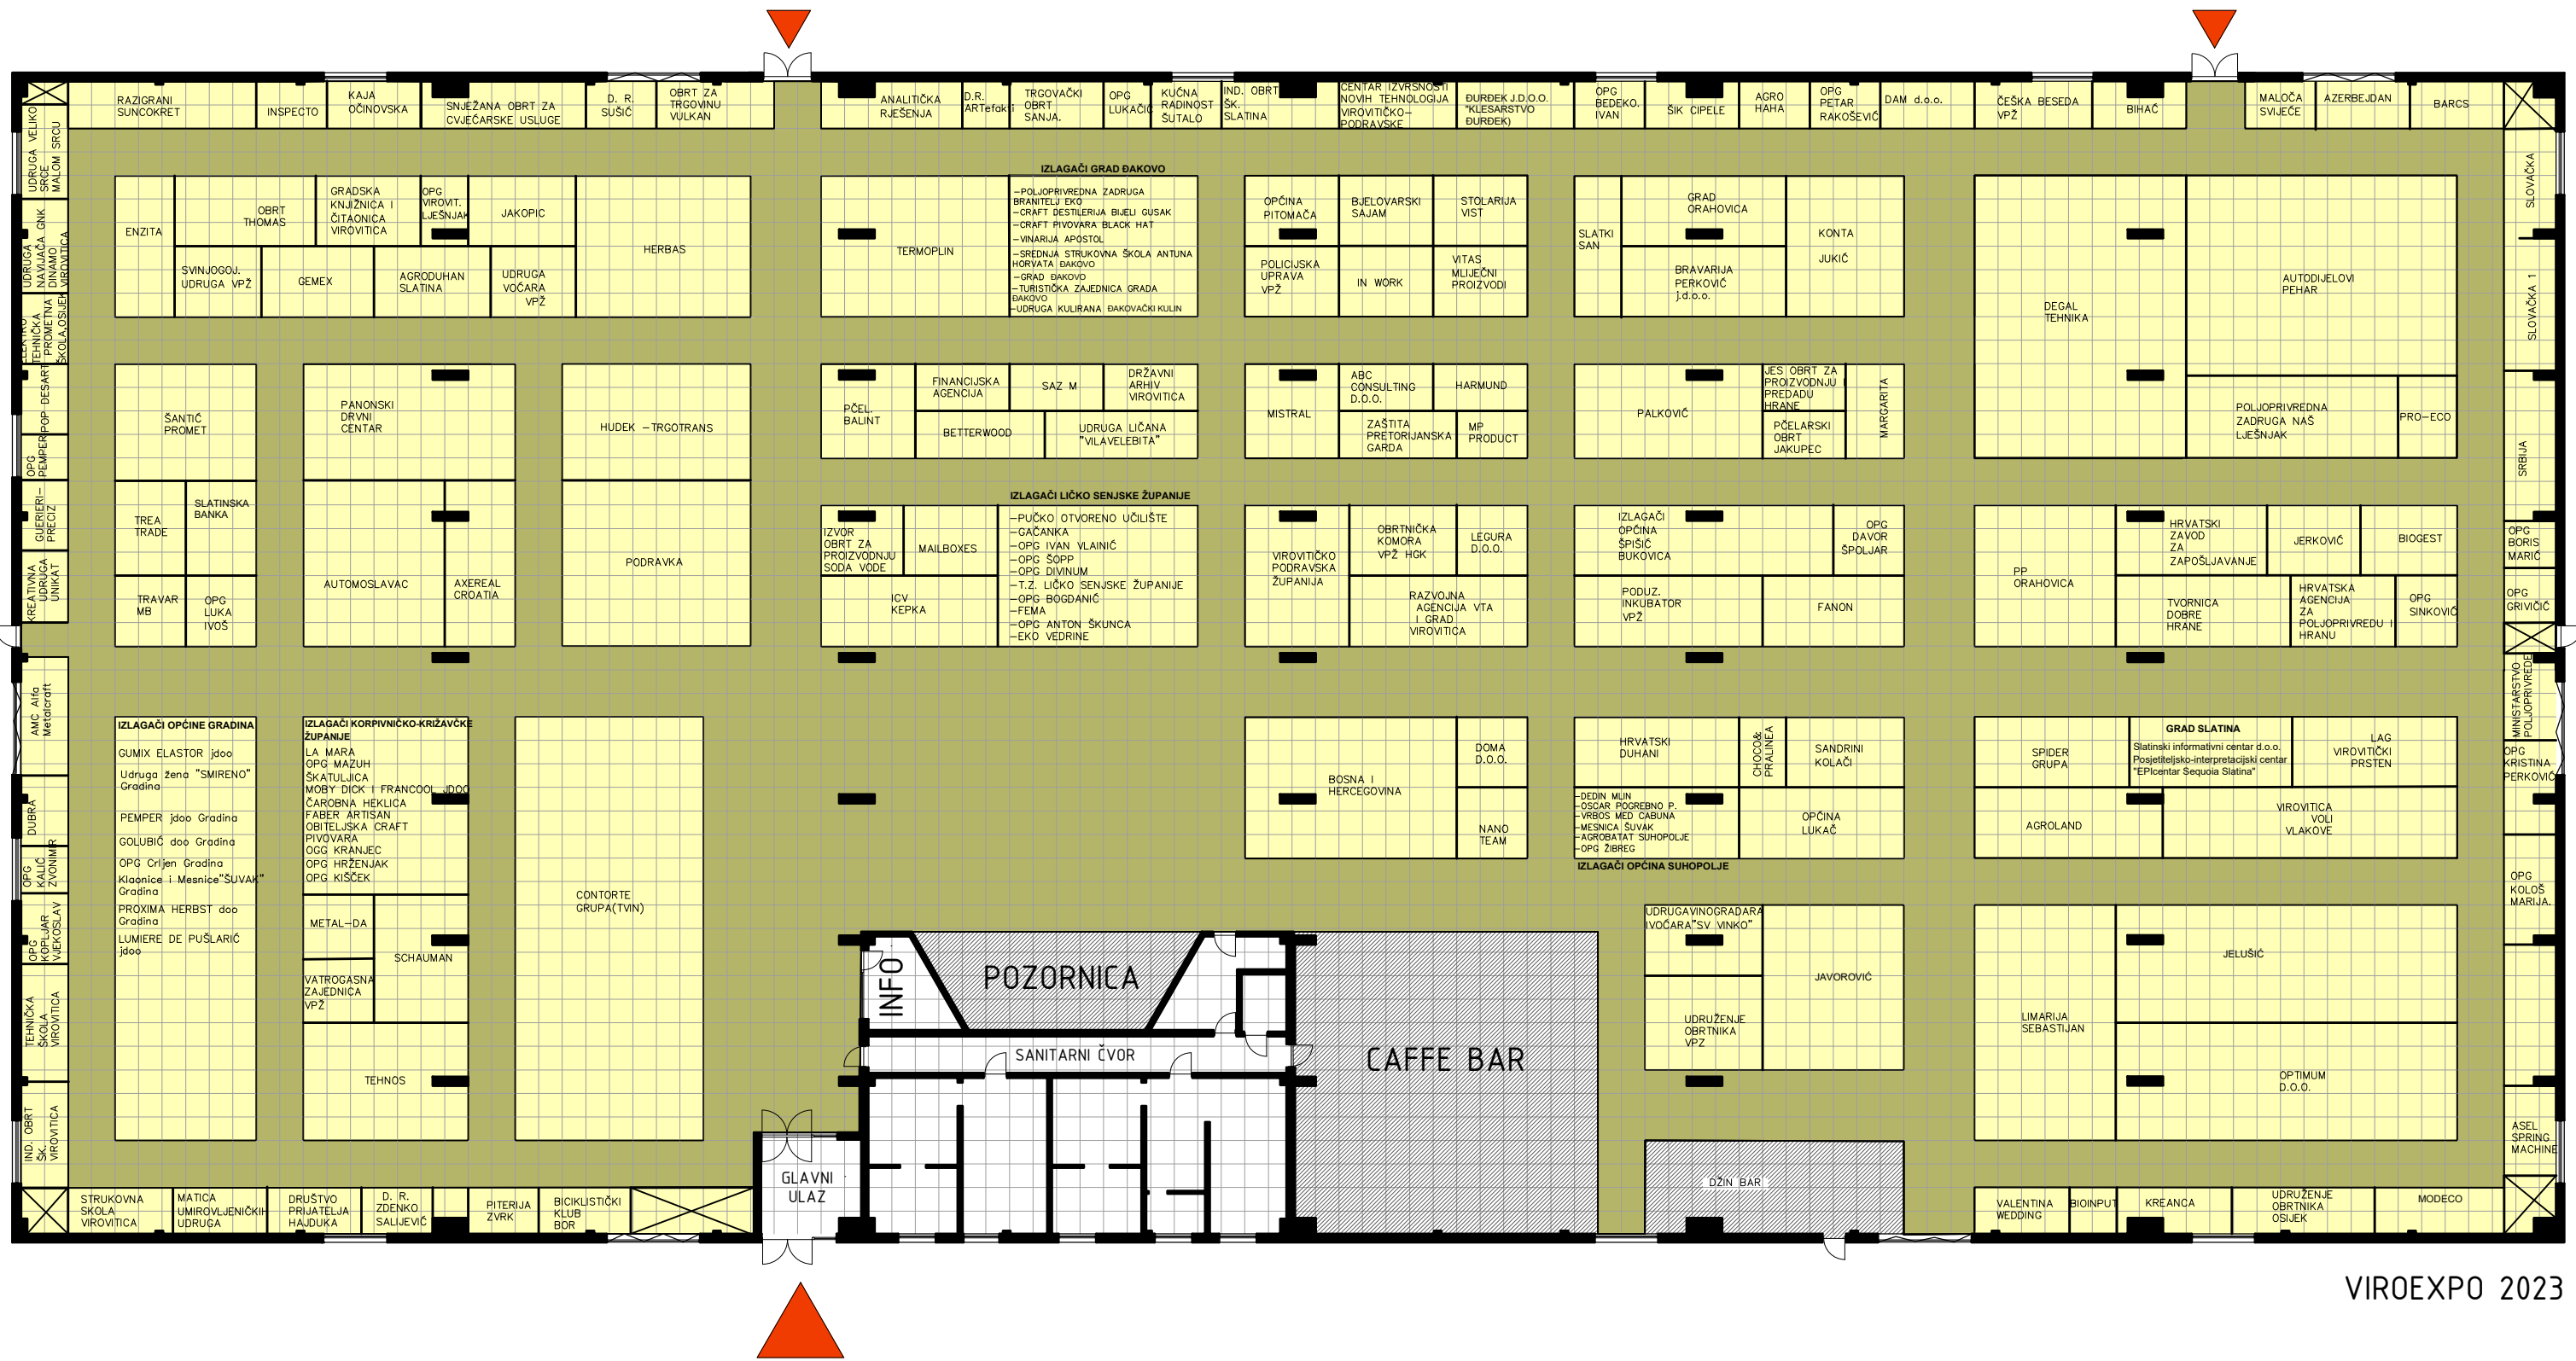 RAZIGRANI
SUNCOKRET
INSPECTO
KAJA
OČINOVSKA
SNJEŽANA OBRT ZA
CVJEĆARSKE USLUGE
D. R.
SUŠIĆ
OBRT ZA
TRGOVINU
VULKAN
ANALITIČKA
RJEŠENJA
D.R.
ARTefakti
TRGOVAČKI
OBRT
SANJA.
OPG
LUKAČIĆ
KUĆNA
RADINOST
ŠUTALO
IND. OBRT
ŠK.
SLATINA
CENTAR IZVRSNOSTI
NOVIH TEHNOLOGIJA
VIROVITIČKO-
PODRAVSKE
ĐURĐEK J.D.O.O.
"KLESARSTVO
ĐURĐEK)
OPG
BEDEKO.
IVAN
ŠIK CIPELE
AGRO
HAHA
OPG
PETAR
RAKOŠEVIĆ
DAM d.o.o.
ČEŠKA BESEDA
VPŽ
BIHAĆ
MALOČA
SVIJEĆE
AZERBEJDAN
BARCS
UDRUGA VELIKO
SRCE
MALOM SRCU
UDRUGA
NAVIJAČA GNK
DINAMO
VIROVITICA
TEHNIČKA
PROMETNA
ŠKOLA,OSIJEK
POP DESART
OPG
PEMPER
GUERIERI-
PRECIZ
KREATIVNA
UDRUGA
UNIKAT
AMC Alfa
Metalcraft
DUBRA
OPG
KALIĆ
ZVONIMIR
OPG
KOPLJAR
VJEKOSLAV
TEHNIČKA
ŠKOLA
VIROVITICA
IND. OBRT
ŠK.
VIROVITICA
ENZITA
OBRT
THOMAS
GRADSKA
KNJIŽNICA I
ČITAONICA
VIROVITICA
OPG
VIROVIT.
LJEŠNJAK
JAKOPIC
HERBAS
SVINJOGOJ.
UDRUGA VPŽ
GEMEX
AGRODUHAN
SLATINA
UDRUGA
VOĆARA
VPŽ
TERMOPLIN
IZLAGAČI GRAD ĐAKOVO
-POLJOPRIVREDNA ZADRUGA
BRANITELJ EKO
-CRAFT DESTILERIJA BIJELI GUSAK
-CRAFT PIVOVARA BLACK HAT
-VINARIJA APOSTOL
-SREDNJA STRUKOVNA ŠKOLA ANTUNA
HORVATA ĐAKOVO
-GRAD ĐAKOVO
-TURISTIČKA ZAJEDNICA GRADA
ĐAKOVO
-UDRUGA KULIRANA ĐAKOVAČKI KULIN
OPĆINA
PITOMAČA
BJELOVARSKI
SAJAM
STOLARIJA
VIST
POLICIJSKA
UPRAVA
VPŽ
IN WORK
VITAS
MLIJEČNI
PROIZVODI
SLATKI
SAN
GRAD
ORAHOVICA
BRAVARIJA
PERKOVIĆ
j.d.o.o.
KONTA
JUKIĆ
DEGAL
TEHNIKA
AUTODIJELOVI
PEHAR
POLJOPRIVREDNA
ZADRUGA NAŠ
LJEŠNJAK
PRO-ECO
SLOVAČKA
SLOVAČKA 1
SRBIJA
ŠANTIĆ
PROMET
PANONSKI
DRVNI
CENTAR
HUDEK -TRGOTRANS
PČEL.
BALINT
FINANCIJSKA
AGENCIJA
SAZ M
DRŽAVNI
ARHIV
VIROVITICA
BETTERWOOD
UDRUGA LIČANA
"VILAVELEBITA"
MISTRAL
ABC
CONSULTING
D.O.O.
HARMUND
ZAŠTITA
PRETORIJANSKA
GARDA
MP
PRODUCT
PALKOVIĆ
JES OBRT ZA
PROIZVODNJU I
PREDADU
HRANE
PČELARSKI
OBRT
JAKUPEC
MARGARITA
TREA
TRADE
SLATINSKA
BANKA
TRAVAR
MB
OPG
LUKA
IVOŠ
AUTOMOSLAVAC
AXEREAL
CROATIA
PODRAVKA
IZVOR
OBRT ZA
PROIZVODNJU
SODA VODE
MAILBOXES
ICV
KEPKA
IZLAGAČI LIČKO SENJSKE ŽUPANIJE
-PUČKO OTVORENO UČILIŠTE
-GAČANKA
-OPG IVAN VLAINIĆ
-OPG ŠOPP
-OPG DIVINUM
-T.Z. LIČKO SENJSKE ŽUPANIJE
-OPG BOGDANIĆ
-FEMA
-OPG ANTON ŠKUNCA
-EKO VEDRINE
VIROVITIČKO
PODRAVSKA
ŽUPANIJA
OBRTNIČKA
KOMORA
VPŽ HGK
LEGURA
D.O.O.
RAZVOJNA
AGENCIJA VTA
I GRAD
VIROVITICA
IZLAGAČI
OPĆINA
ŠPIŠIĆ
BUKOVICA
OPG
DAVOR
ŠPOLJAR
PODUZ.
INKUBATOR
VPŽ
FANON
PP
ORAHOVICA
HRVATSKI
ZAVOD
ZA
ZAPOŠLJAVANJE
JERKOVIĆ
BIOGEST
TVORNICA
DOBRE
HRANE
HRVATSKA
AGENCIJA
ZA
POLJOPRIVREDU I
HRANU
OPG
SINKOVIĆ
OPG
BORIS
MARIĆ
OPG
GRIVIČIĆ
MINISTARSTVO
POLJOPRIVREDE
OPG
KRISTINA
PERKOVIĆ
OPG
KOLOŠ
MARIJA.
ASEL
SPRING
MACHINE
IZLAGAČI OPĆINE GRADINA
GUMIX ELASTOR jdoo
Udruga žena "SMIRENO"
Gradina
PEMPER jdoo Gradina
GOLUBIĆ doo Gradina
OPG Crljen Gradina
Klaonice i Mesnice"ŠUVAK"
Gradina
PROXIMA HERBST doo
Gradina
LUMIERE DE PUŠLARIĆ
jdoo
IZLAGAČI KORPIVNIČKO-KRIŽAVČKE
ŽUPANIJE
LA MARA
OPG MAZUH
ŠKATULJICA
MOBY DICK I FRANCOOL JDOO
ČAROBNA HEKLICA
FABER ARTISAN
OBITELJSKA CRAFT
PIVOVARA
OGG KRANJEC
OPG HRŽENJAK
OPG KIŠČEK
METAL-DA
SCHAUMAN
VATROGASNA
ZAJEDNICA
VPŽ
TEHNOS
CONTORTE
GRUPA(TVIN)
BOSNA I
HERCEGOVINA
DOMA
D.O.O.
NANO
TEAM
HRVATSKI
DUHANI
CHOCO&
PRALINEA
SANDRINI
KOLAČI
-DEDIN MLIN
-OSCAR POGREBNO P.
-VRBOS MED CABUNA
-MESNICA ŠUVAK
-AGROBATAT SUHOPOLJE
-OPG ŽIBREG
IZLAGAČI OPĆINA SUHOPOLJE
OPĆINA
LUKAČ
SPIDER
GRUPA
GRAD SLATINA
Slatinski informativni centar d.o.o.
Posjetiteljsko-interpretacijski centar
"EPIcentar Sequoia Slatina"
LAG
VIROVITIČKI
PRSTEN
AGROLAND
VIROVITICA
VOLI
VLAKOVE
UDRUGAVINOGRADARA
IVOĆARA"SV VINKO"
UDRUŽENJE
OBRTNIKA
VPZ
JAVOROVIĆ
LIMARIJA
SEBASTIJAN
JELUŠIĆ
OPTIMUM
D.O.O.
INFO
POZORNICA
SANITARNI ČVOR
CAFFE BAR
DŽIN BAR
GLAVNI
ULAZ
STRUKOVNA
SKOLA
VIROVITICA
MATICA
UMIROVLJENIČKIH
UDRUGA
DRUŠTVO
PRIJATELJA
HAJDUKA
D. R.
ZDENKO
SALIJEVIĆ
PITERIJA
ZVRK
BICIKLISTIČKI
KLUB
BOR
VALENTINA
WEDDING
BIOINPUT
KREANCA
UDRUŽENJE
OBRTNIKA
OSIJEK
MODECO
VIROEXPO 2023